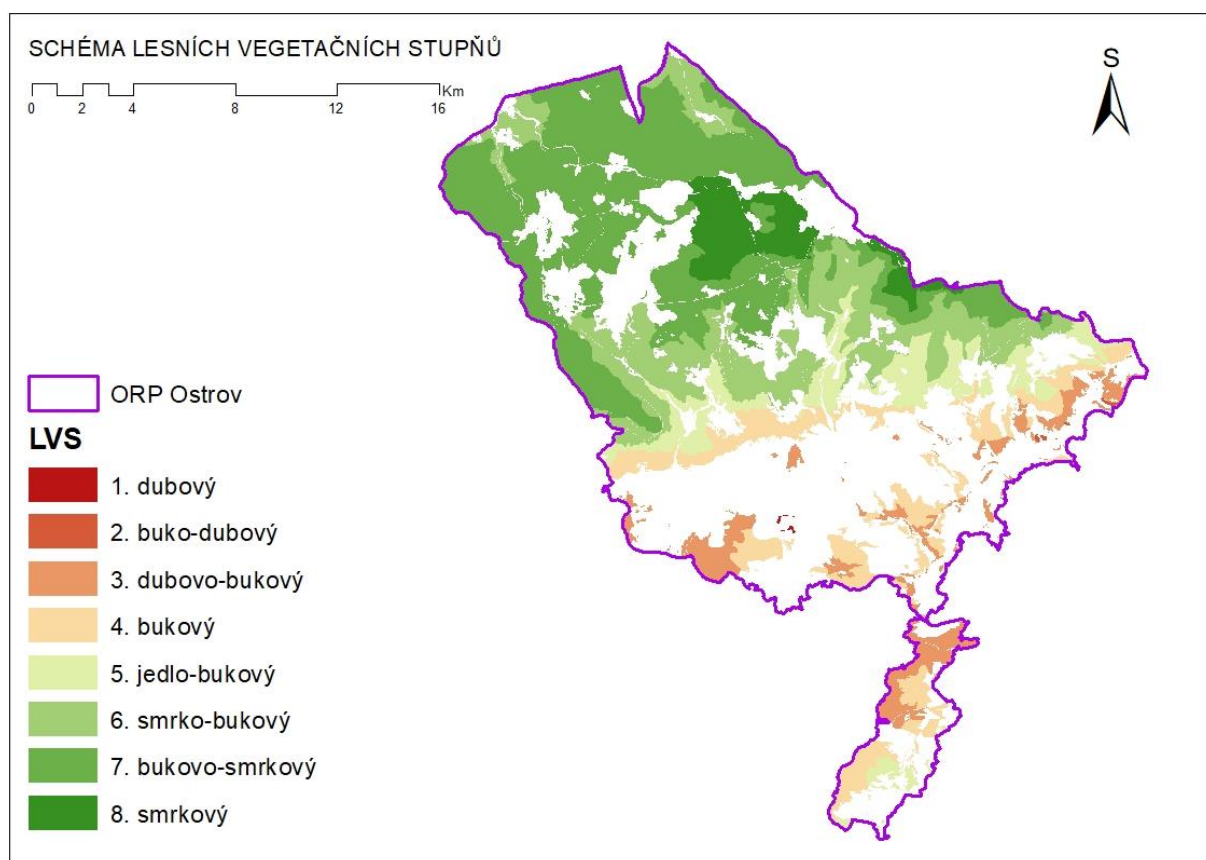 SCHÉMA LESNÍCH VEGETAČNÍCH STUPŇŮ
Km
0 2 4 8 12 16
S
ORP Ostrov
LVS
1. dubový
2. buko-dubový
3. dubovo-bukový
4. bukový
5. jedlo-bukový
6. smrko-bukový
7. bukovo-smrkový
8. smrkový